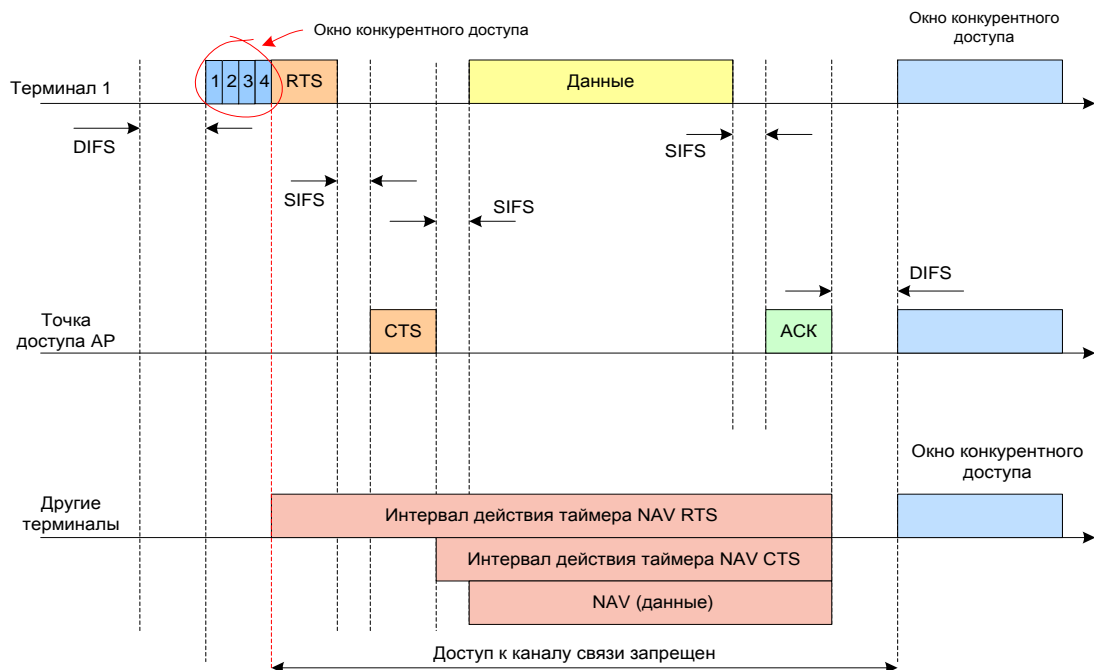 Окно конкурентного доступа
Окно конкурентного
доступа
Терминал 1
1 2 3 4 RTS
Данные
DIFS
SIFS
SIFS
SIFS
DIFS
Точка
доступа AP
CTS
АСК
Окно конкурентного
доступа
Другие
терминалы
Интервал действия таймера NAV RTS
Интервал действия таймера NAV CTS
NAV (данные)
Доступ к каналу связи запрещен